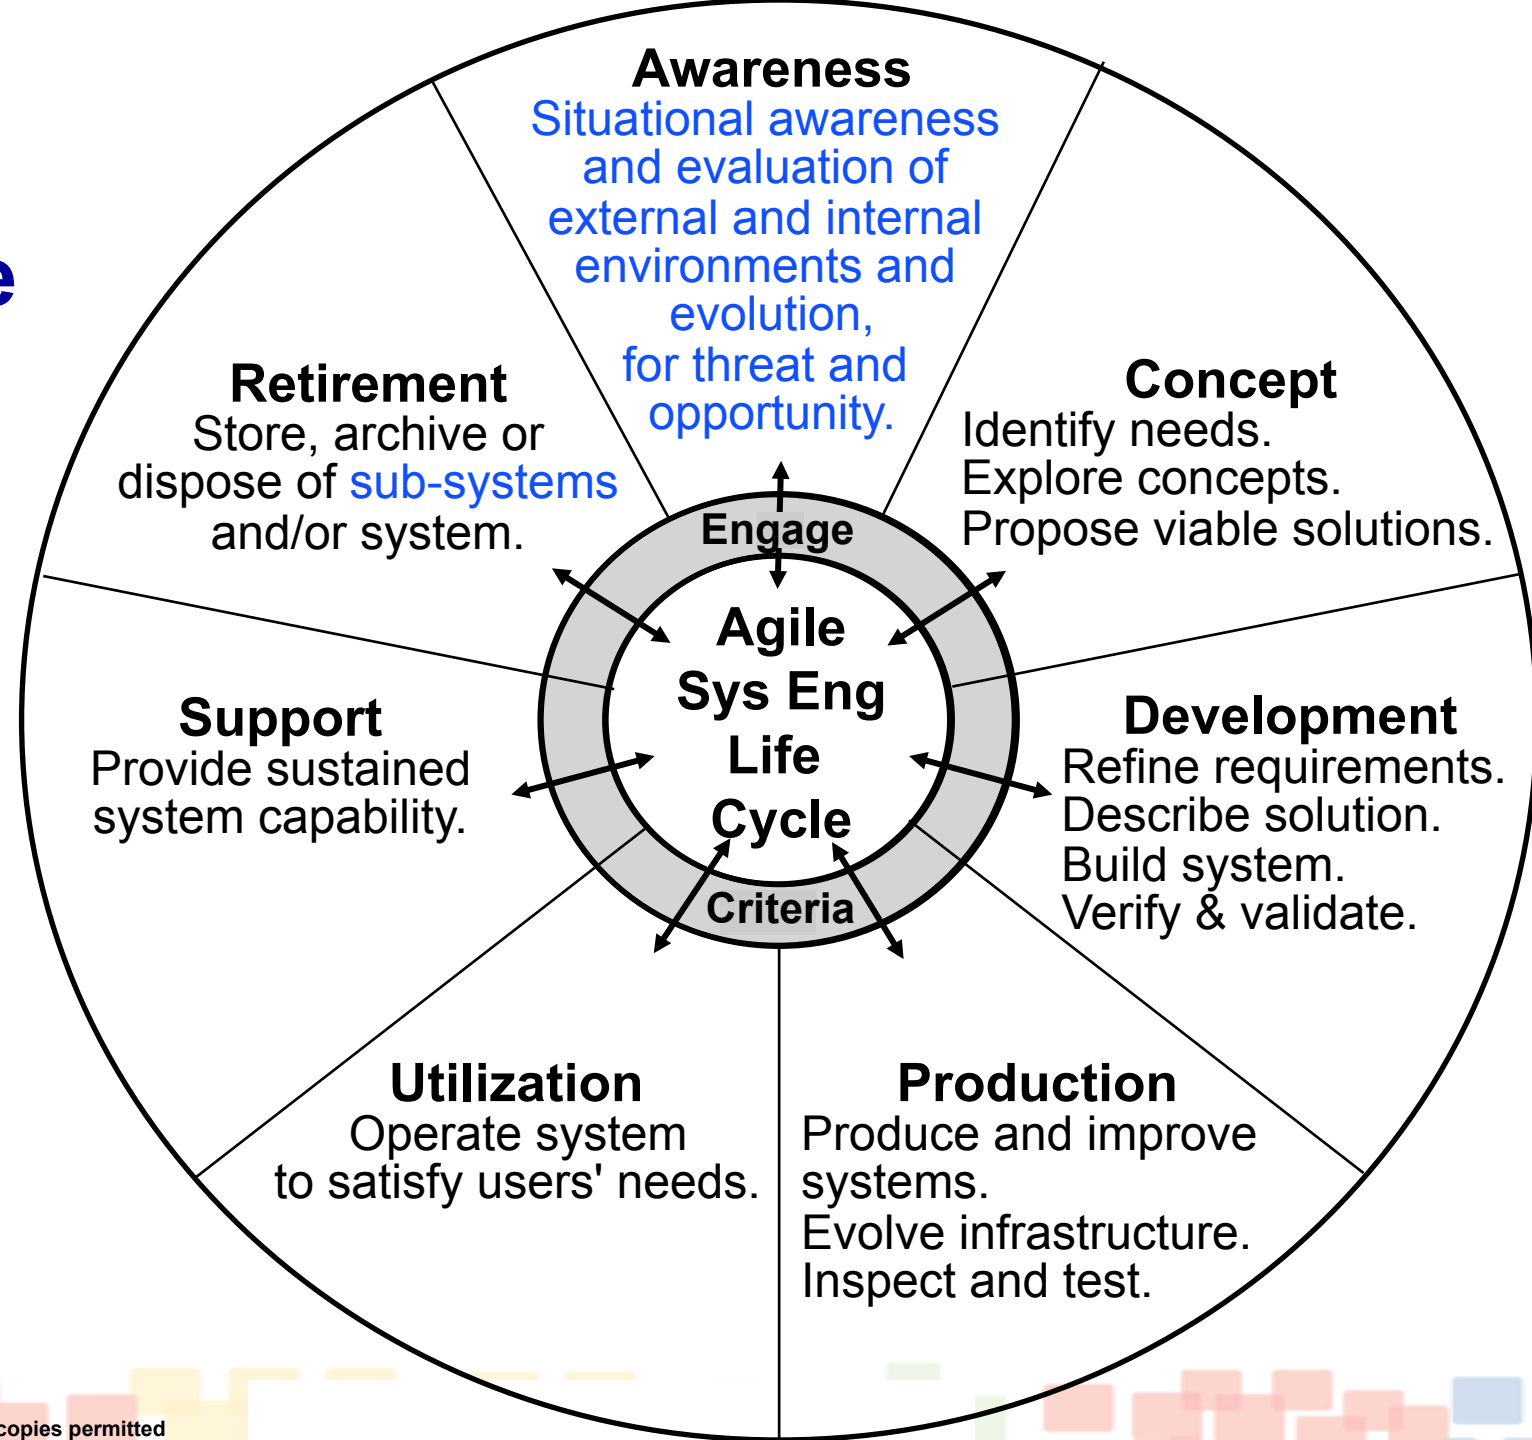 e
Awareness
Situational awareness
and evaluation of
external and internal
environments and
evolution,
for threat and
opportunity.
Concept
Identify needs.
Explore concepts.
Propose viable solutions.
Development
Refine requirements.
Describe solution.
Build system.
Verify & validate.
Production
Produce and improve
systems.
Evolve infrastructure.
Inspect and test.
Utilization
Operate system
to satisfy users' needs.
Support
Provide sustained
system capability.
Retirement
Store, archive or
dispose of sub-systems
and/or system.
Engage
Agile
Sys Eng
Life
Cycle
Criteria
copies permitted